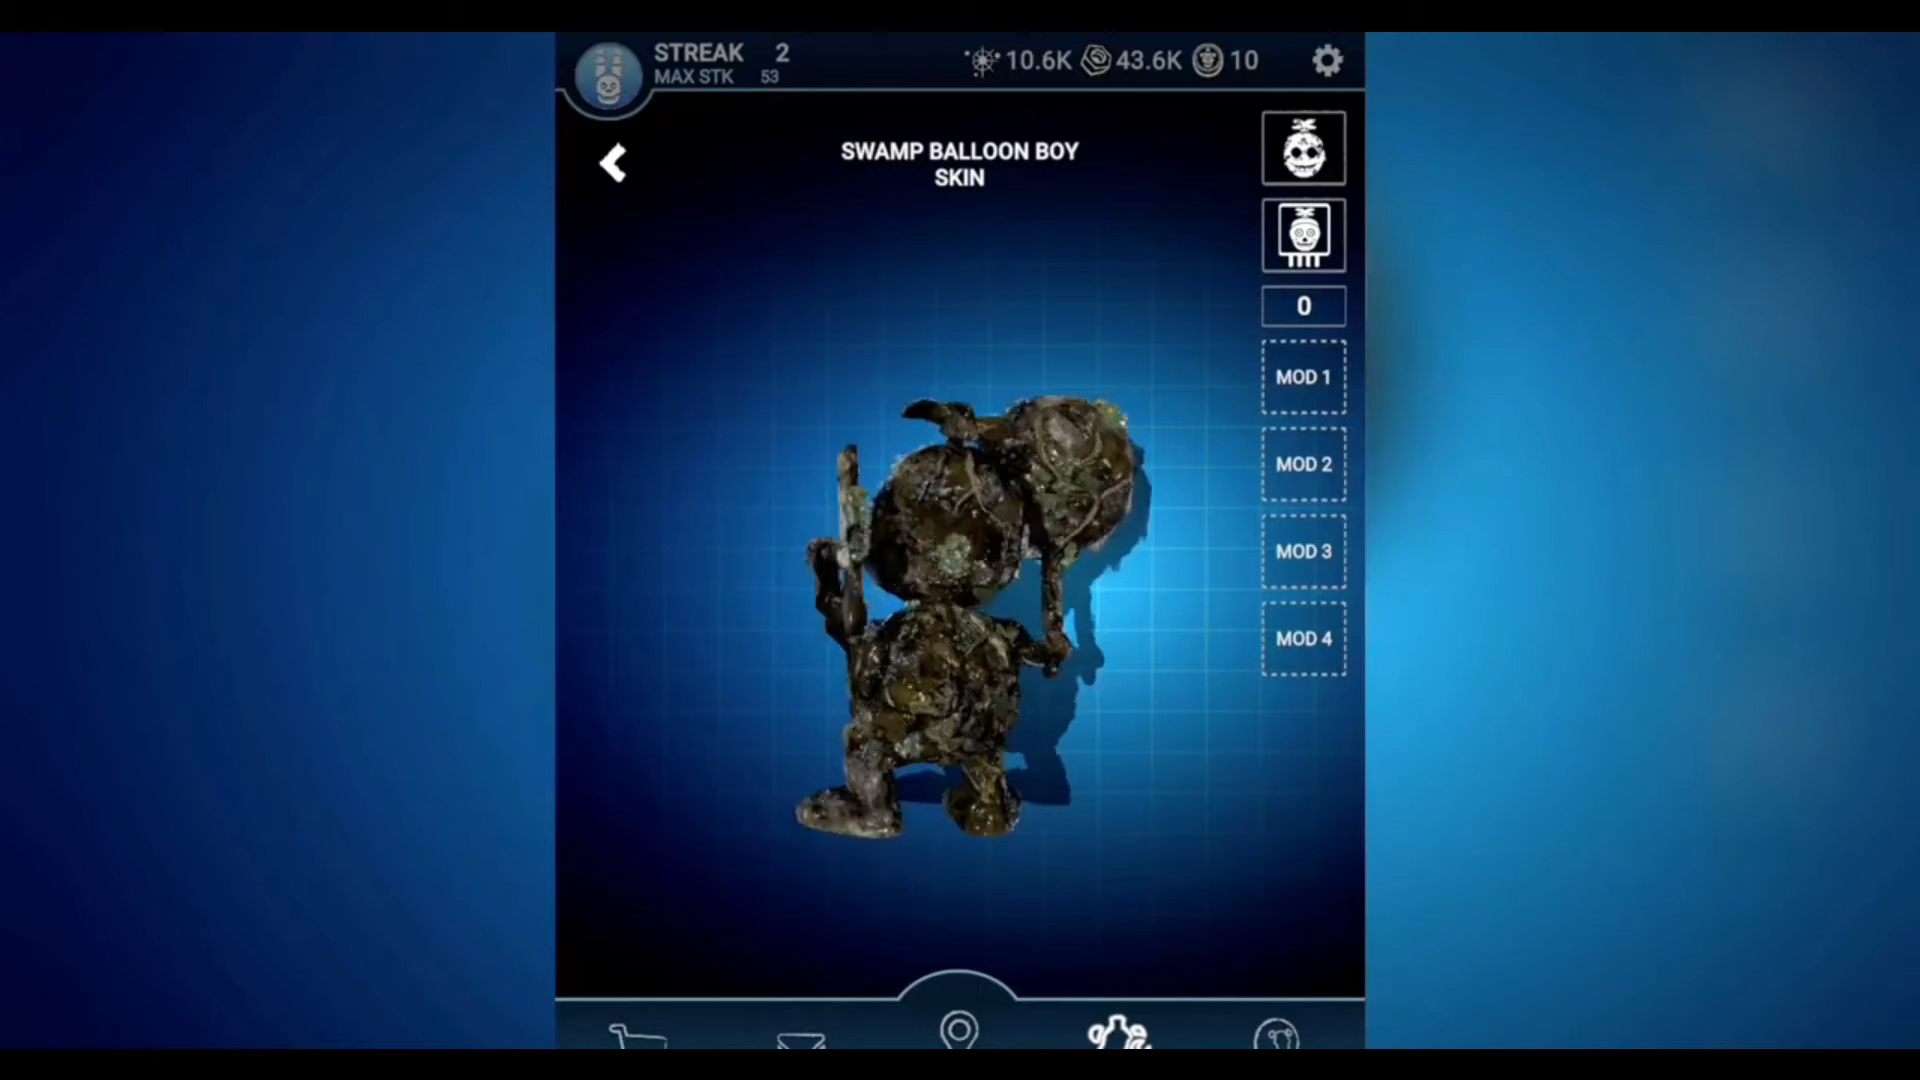 STREAK 2
MAX STK 53
10.6K 43.6K 10
SWAMP BALLOON BOY
SKIN
0
MOD 1
MOD 2
MOD 3
MOD 4